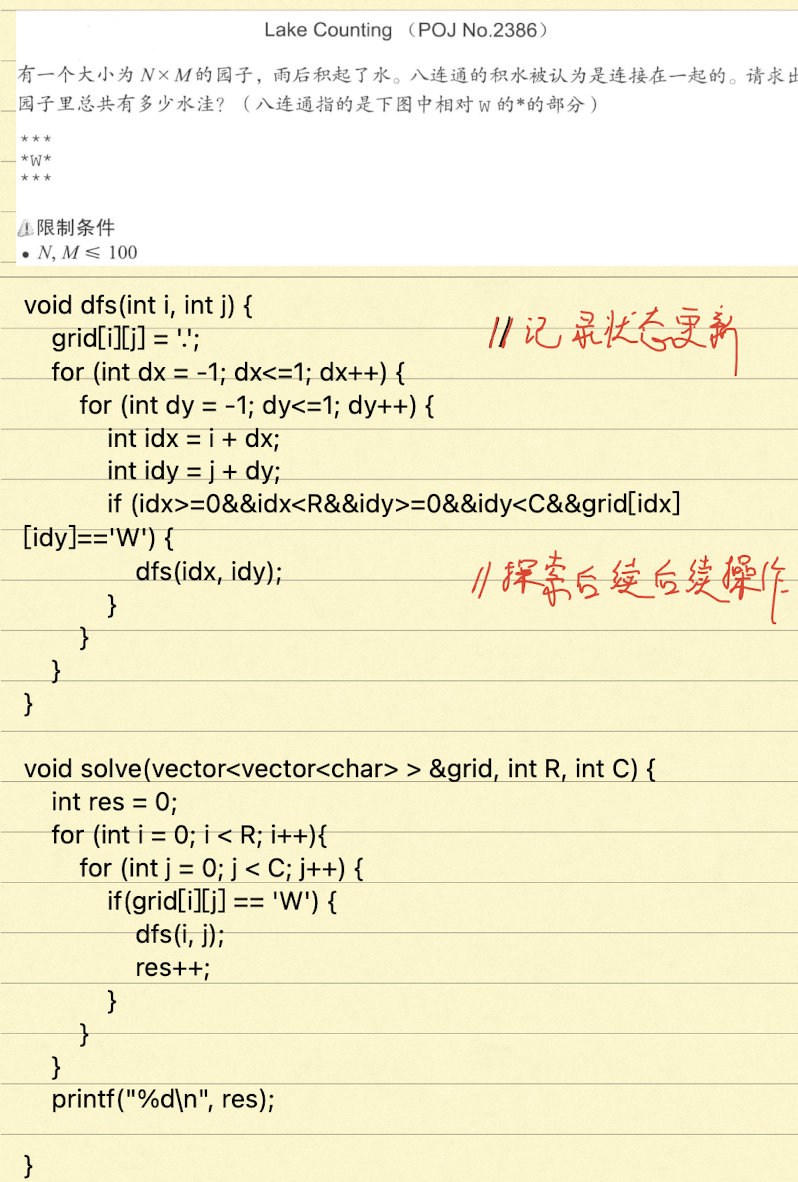 Lake Counting （POJ No.2386）
有一个大小为 N×M 的园子，雨后积起了水。八连通的积水被认为是连接在一起的。请求出
园子里总共有多少水洼？（八连通指的是下图中相对 W 的*的部分）
***
*W*
***
⚠限制条件
• N, M ≤ 100
void dfs(int i, int j) {
grid[i][j] = '.'; //记录状态更新
for (int dx = -1; dx<=1; dx++) {
for (int dy = -1; dy<=1; dy++) {
int idx = i + dx;
int idy = j + dy;
if (idx>=0&&idx<R&&idy>=0&&idy<C&&grid[idx]
[idy]=='W') {
dfs(idx, idy); //探索后续后续操作
}
}
}
}
void solve(vector<vector<char> > &grid, int R, int C) {
int res = 0;
for (int i = 0; i < R; i++){
for (int j = 0; j < C; j++) {
if(grid[i][j] == 'W') {
dfs(i, j);
res++;
}
}
}
printf("%d\n", res);
}